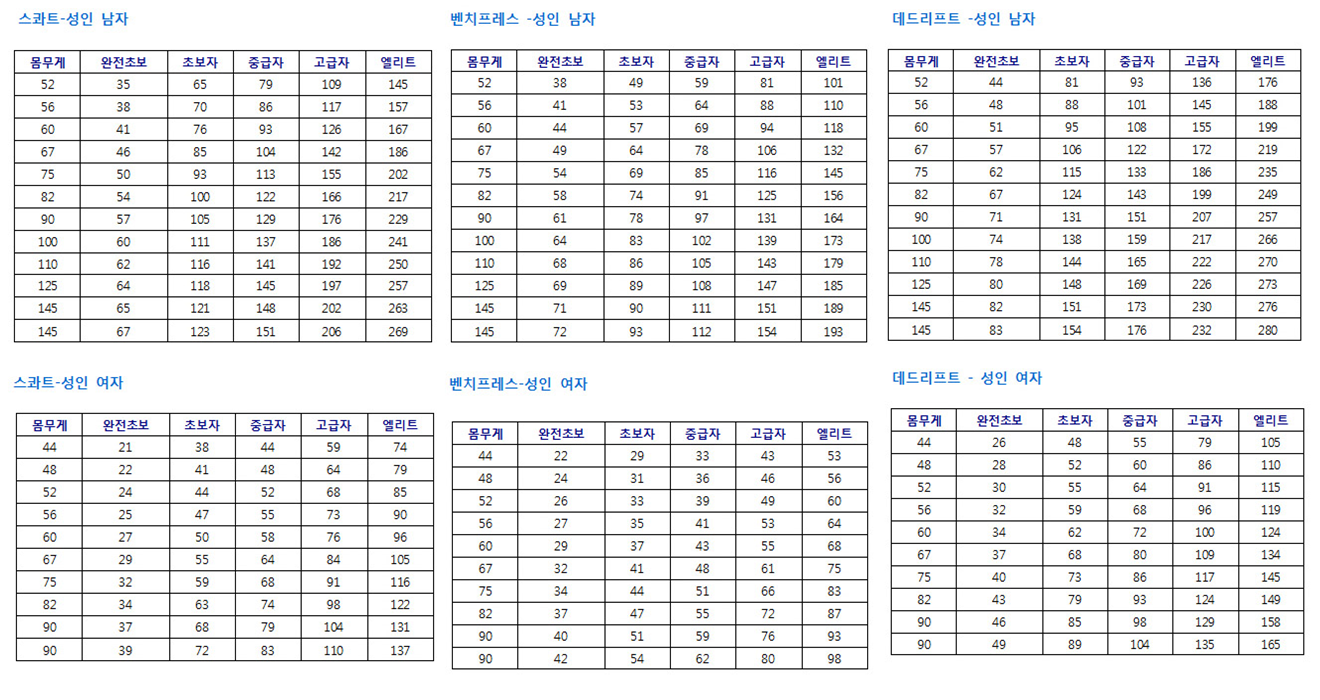 스콰트-성인 남자
몸무게 완전초보 초보자 중급자 고급자 엘리트
52 35 65 79 109 145
56 38 70 86 117 157
60 41 76 93 126 167
67 46 85 104 142 186
75 50 93 113 155 202
82 54 100 122 166 217
90 57 105 129 176 229
100 60 111 137 186 241
110 62 116 141 192 250
125 64 118 145 197 257
145 65 121 148 202 263
145 67 123 151 206 269
벤치프레스 -성인 남자
몸무게 완전초보 초보자 중급자 고급자 엘리트
52 38 49 59 81 101
56 41 53 64 88 110
60 44 57 69 94 118
67 49 64 78 106 132
75 54 69 85 116 145
82 58 74 91 125 156
90 61 78 97 131 164
100 64 83 102 139 173
110 68 86 105 143 179
125 69 89 108 147 185
145 71 90 111 151 189
145 72 93 112 154 193
데드리프트 -성인 남자
몸무게 완전초보 초보자 중급자 고급자 엘리트
52 44 81 93 136 176
56 48 88 101 145 188
60 51 95 108 155 199
67 57 106 122 172 219
75 62 115 133 186 235
82 67 124 143 199 249
90 71 131 151 207 257
100 74 138 159 217 266
110 78 144 165 222 270
125 80 148 169 226 273
145 82 151 173 230 276
145 83 154 176 232 280
스콰트-성인 여자
몸무게 완전초보 초보자 중급자 고급자 엘리트
44 21 38 44 59 74
48 22 41 48 64 79
52 24 44 52 68 85
56 25 47 55 73 90
60 27 50 58 76 96
67 29 55 64 84 105
75 32 59 68 91 116
82 34 63 74 98 122
90 37 68 79 104 131
90 39 72 83 110 137
벤치프레스-성인 여자
몸무게 완전초보 초보자 중급자 고급자 엘리트
44 22 29 33 43 53
48 24 31 36 46 56
52 26 33 39 49 60
56 27 35 41 53 64
60 29 37 43 55 68
67 32 41 48 61 75
75 34 44 51 66 83
82 37 47 55 72 87
90 40 51 59 76 93
90 42 54 62 80 98
데드리프트 - 성인 여자
몸무게 완전초보 초보자 중급자 고급자 엘리트
44 26 48 55 79 105
48 28 52 60 86 110
52 30 55 64 91 115
56 32 59 68 96 119
60 34 62 72 100 124
67 37 68 80 109 134
75 40 73 86 117 145
82 43 79 93 124 149
90 46 85 98 129 158
90 49 89 104 135 165